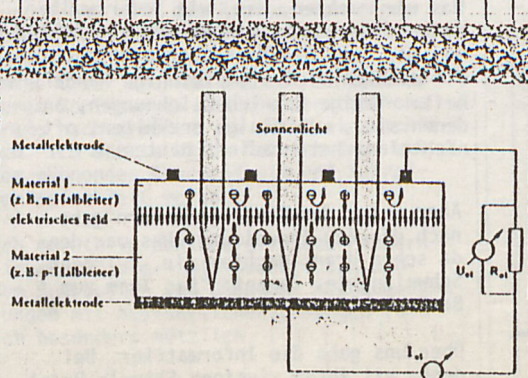 Sonnenlicht
Metallelektrode
Material 1
(z. B. n-Halbleiter)
elektrisches Feld
Material 2
(z. B. p-Halbleiter)
Metallelektrode